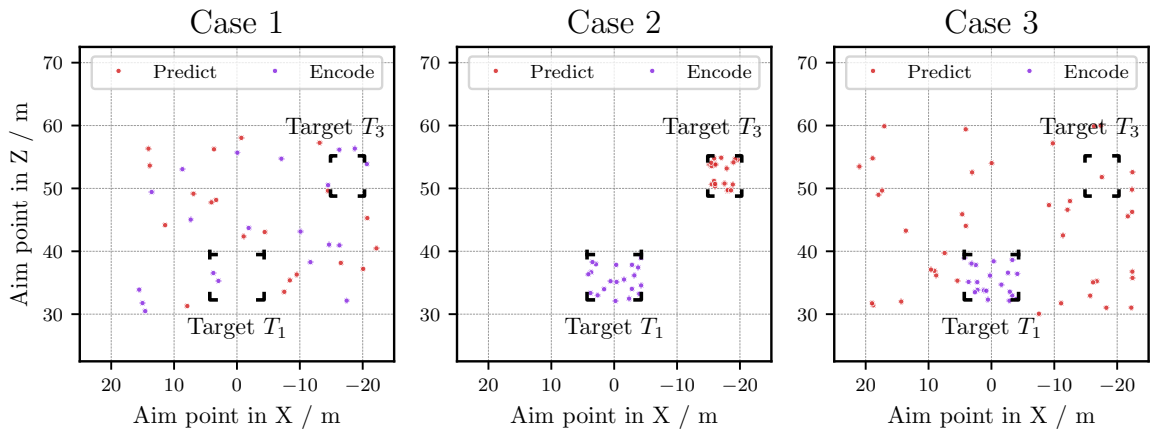 Case 1
Case 2
Case 3
Predict Encode
Predict Encode
Predict Encode
Aim point in Z / m
70
60
50
40
30
70
60
50
40
30
70
60
50
40
30
Target T₃
Target T₃
Target T₃
Target T₁
Target T₁
Target T₁
20 10 0 −10 −20
20 10 0 −10 −20
20 10 0 −10 −20
Aim point in X / m
Aim point in X / m
Aim point in X / m